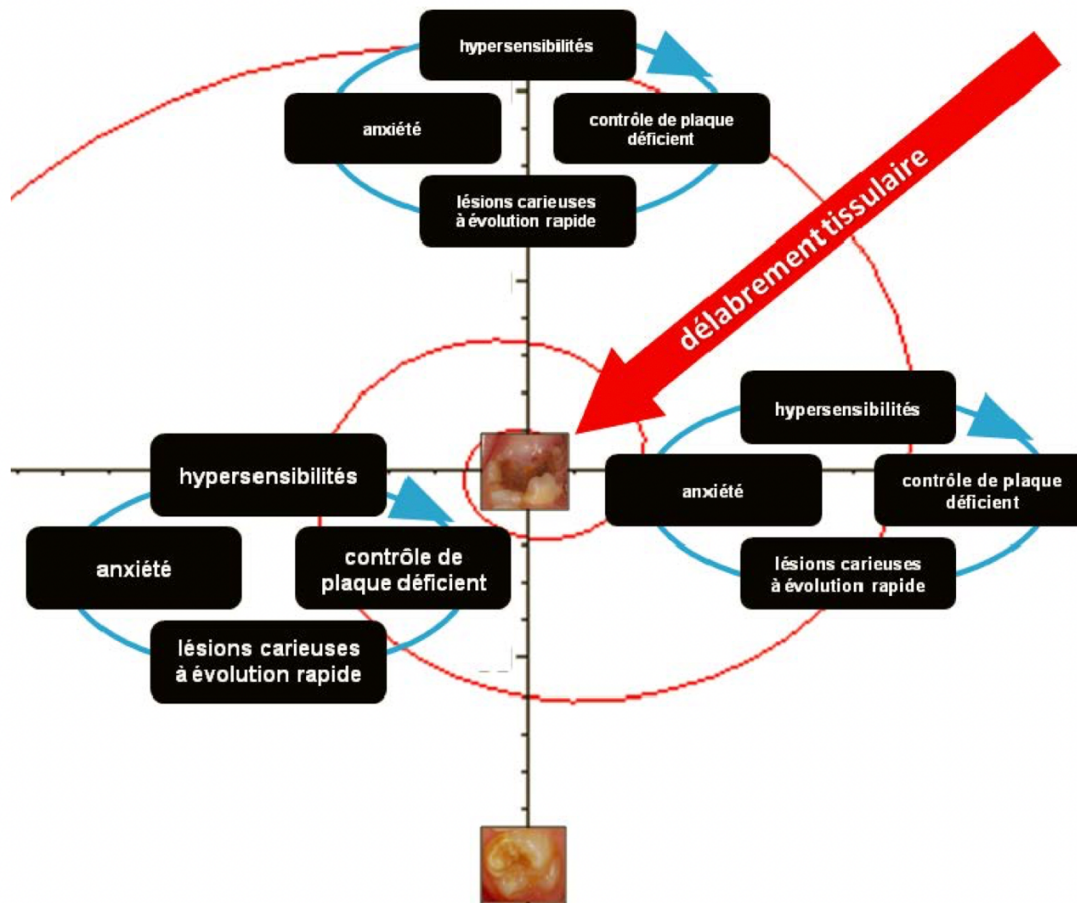 hypersensibilités
anxiété
contrôle de plaque
déficient
lésions carieuses
à évolution rapide
délabrement tissulaire
hypersensibilités
anxiété
contrôle de plaque
déficient
lésions carieuses
à évolution rapide
hypersensibilités
anxiété
contrôle de
plaque déficient
lésions carieuses
à évolution rapide